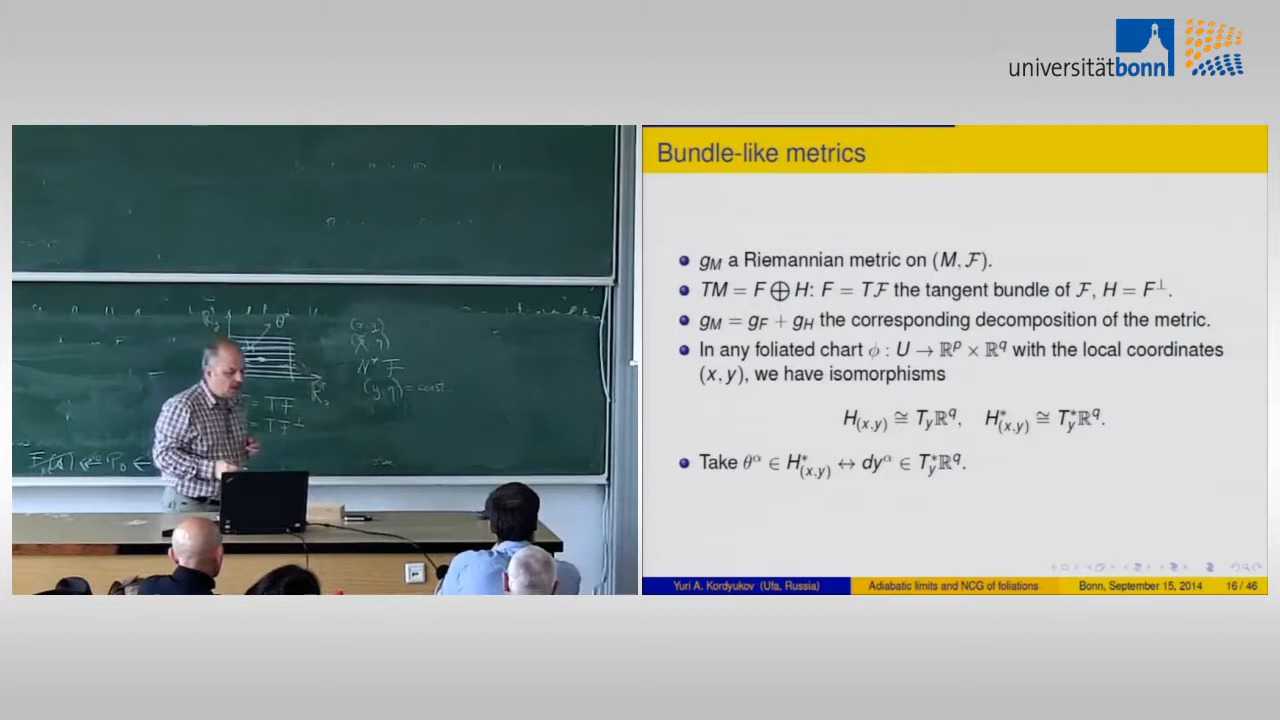 universitätbonn
Bundle-like metrics
g_M a Riemannian metric on (M, ℱ).
TM = F ⊕ H: F = Tℱ the tangent bundle of ℱ, H = F^⊥.
g_M = g_F + g_H the corresponding decomposition of the metric.
In any foliated chart ϕ : U → ℝ^p × ℝ^q with the local coordinates
(x, y), we have isomorphisms
H_(x,y) ≅ T_yℝ^q, H*_(x,y) ≅ T*_yℝ^q.
Take θ^α ∈ H*_(x,y) ↔ dy^α ∈ T*_yℝ^q.
Yuri A. Kordyukov (Ufa, Russia) Adiabatic limits and NCG of foliations Bonn, September 15, 2014 16 / 46
(y, η) = const